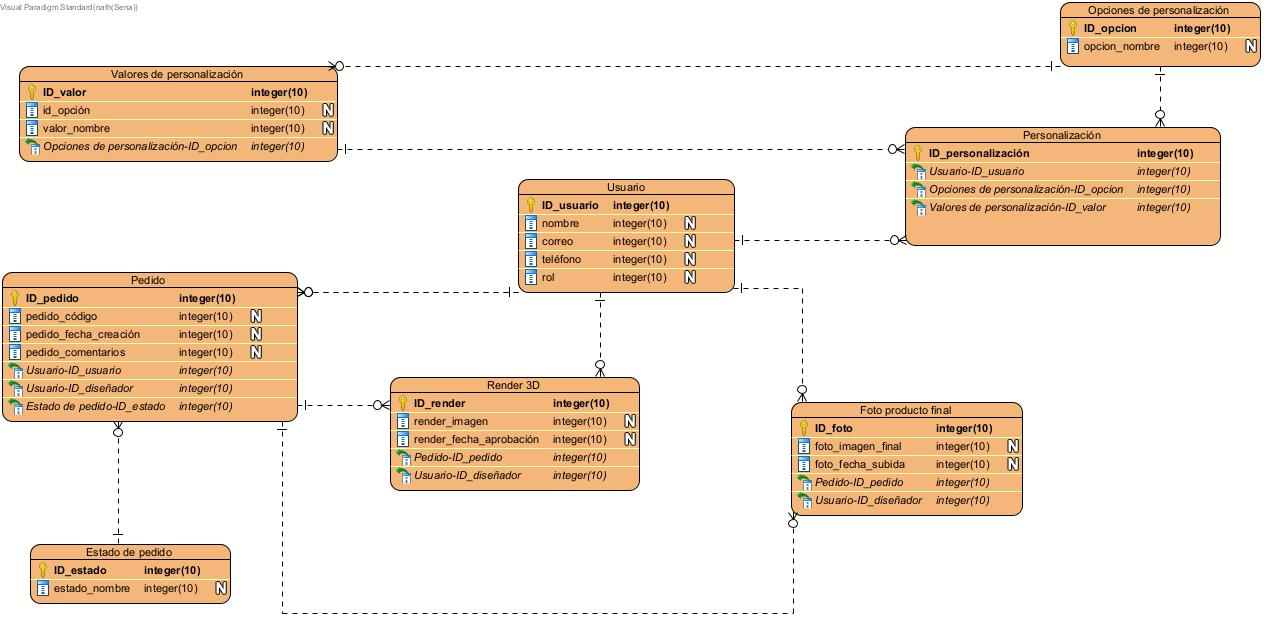 Visual Paradigm Standard(nath(Sena))
Opciones de personalización
ID_opcion integer(10)
opcion_nombre integer(10) N
Valores de personalización
ID_valor integer(10)
id_opción integer(10) N
valor_nombre integer(10) N
Opciones de personalización-ID_opcion integer(10)
Personalización
ID_personalización integer(10)
Usuario-ID_usuario integer(10)
Opciones de personalización-ID_opcion integer(10)
Valores de personalización-ID_valor integer(10)
Usuario
ID_usuario integer(10)
nombre integer(10) N
correo integer(10) N
teléfono integer(10) N
rol integer(10) N
Pedido
ID_pedido integer(10)
pedido_código integer(10) N
pedido_fecha_creación integer(10) N
pedido_comentarios integer(10) N
Usuario-ID_usuario integer(10)
Usuario-ID_diseñador integer(10)
Estado de pedido-ID_estado integer(10)
Render 3D
ID_render integer(10)
render_imagen integer(10) N
render_fecha_aprobación integer(10) N
Pedido-ID_pedido integer(10)
Usuario-ID_diseñador integer(10)
Foto producto final
ID_foto integer(10)
foto_imagen_final integer(10) N
foto_fecha_subida integer(10) N
Pedido-ID_pedido integer(10)
Usuario-ID_diseñador integer(10)
Estado de pedido
ID_estado integer(10)
estado_nombre integer(10) N